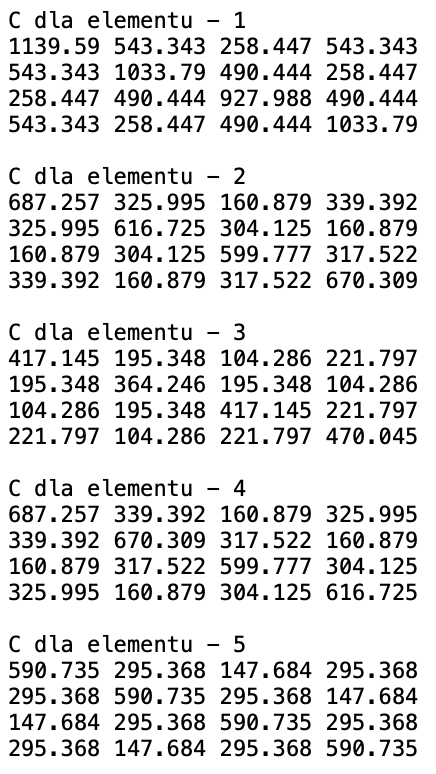 C dla elementu - 1
1139.59 543.343 258.447 543.343
543.343 1033.79 490.444 258.447
258.447 490.444 927.988 490.444
543.343 258.447 490.444 1033.79
C dla elementu - 2
687.257 325.995 160.879 339.392
325.995 616.725 304.125 160.879
160.879 304.125 599.777 317.522
339.392 160.879 317.522 670.309
C dla elementu - 3
417.145 195.348 104.286 221.797
195.348 364.246 195.348 104.286
104.286 195.348 417.145 221.797
221.797 104.286 221.797 470.045
C dla elementu - 4
687.257 339.392 160.879 325.995
339.392 670.309 317.522 160.879
160.879 317.522 599.777 304.125
325.995 160.879 304.125 616.725
C dla elementu - 5
590.735 295.368 147.684 295.368
295.368 590.735 295.368 147.684
147.684 295.368 590.735 295.368
295.368 147.684 295.368 590.735